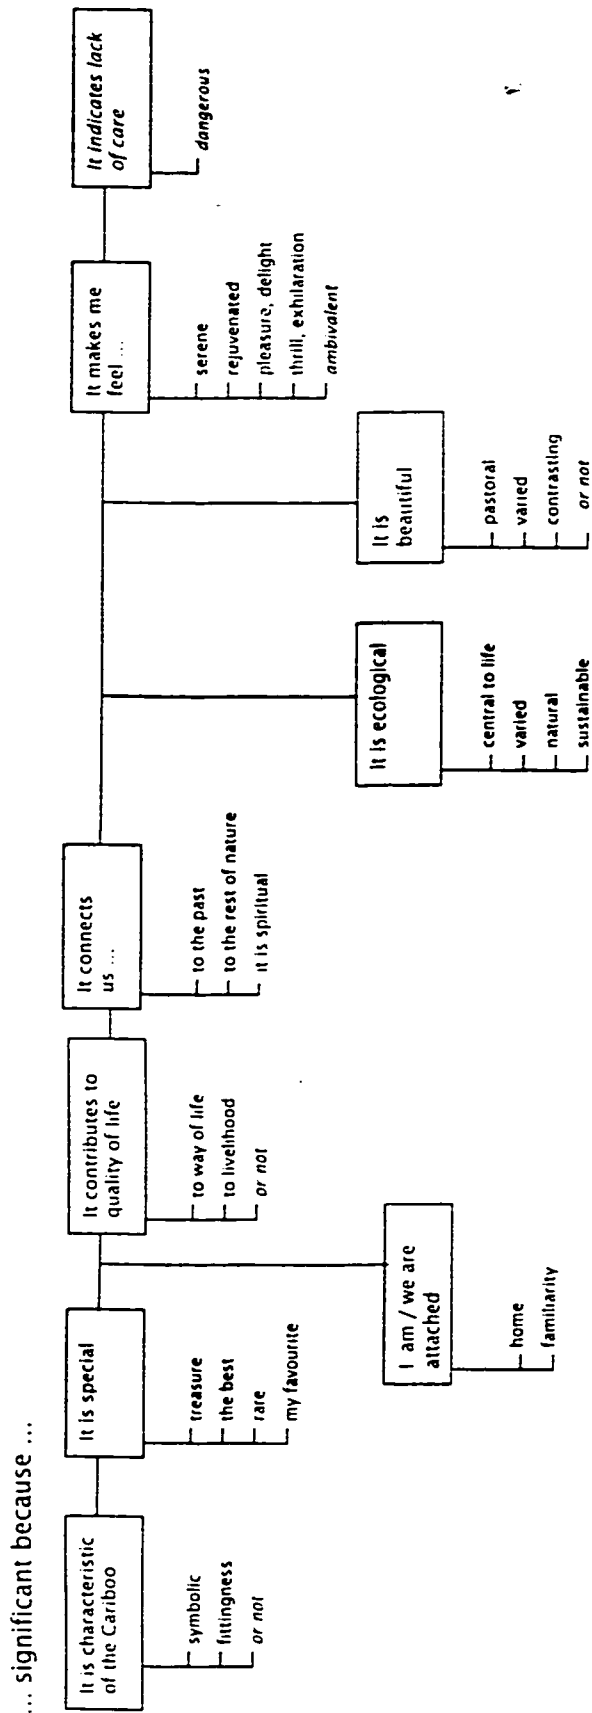 ... significant because ...
It is characteristic
of the Cariboo
symbolic
fittingness
or not
It is special
treasure
the best
rare
my favourite
I am / we are
attached
home
familiarity
It contributes to
quality of life
to way of life
to livelihood
or not
It connects
us ...
to the past
to the rest of nature
it is spiritual
It is ecological
central to life
varied
natural
sustainable
It is
beautiful
pastoral
varied
contrasting
or not
It makes me
feel ...
serene
rejuvenated
pleasure, delight
thrill, exhilaration
ambivalent
It indicates lack
of care
dangerous